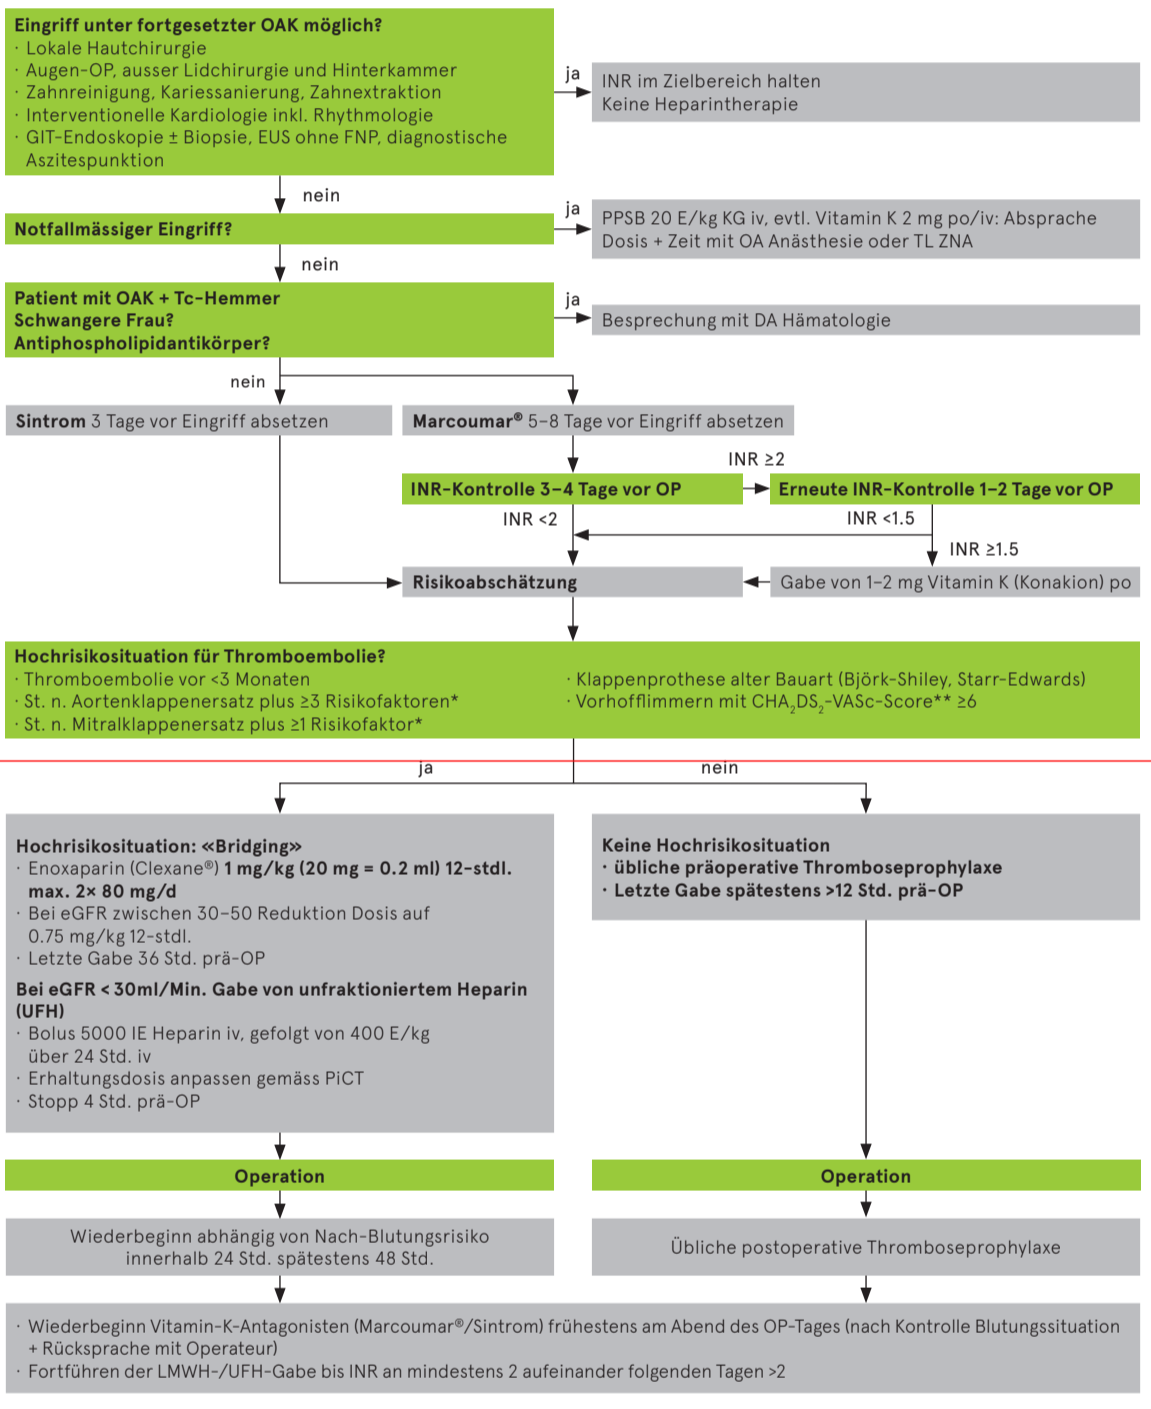 Eingriff unter fortgesetzter OAK möglich?
· Lokale Hautchirurgie
· Augen-OP, ausser Lidchirurgie und Hinterkammer
· Zahnreinigung, Kariessanierung, Zahnextraktion
· Interventionelle Kardiologie inkl. Rhythmologie
· GIT-Endoskopie ± Biopsie, EUS ohne FNP, diagnostische
Aszitespunktion
ja
INR im Zielbereich halten
Keine Heparintherapie
nein
Notfallmässiger Eingriff?
ja
PPSB 20 E/kg KG iv, evtl. Vitamin K 2 mg po/iv: Absprache
Dosis + Zeit mit OA Anästhesie oder TL ZNA
nein
Patient mit OAK + Tc-Hemmer
Schwangere Frau?
Antiphospholipidantikörper?
ja
Besprechung mit DA Hämatologie
nein
Sintrom 3 Tage vor Eingriff absetzen
Marcoumar® 5–8 Tage vor Eingriff absetzen
INR ≥2
INR-Kontrolle 3–4 Tage vor OP
Erneute INR-Kontrolle 1–2 Tage vor OP
INR <2
INR <1.5
INR ≥1.5
Risikoabschätzung
Gabe von 1–2 mg Vitamin K (Konakion) po
Hochrisikosituation für Thromboembolie?
· Thromboembolie vor <3 Monaten
· St. n. Aortenklappenersatz plus ≥3 Risikofaktoren*
· St. n. Mitralklappenersatz plus ≥1 Risikofaktor*
· Klappenprothese alter Bauart (Björk-Shiley, Starr-Edwards)
· Vorhofflimmern mit CHA₂DS₂-VASc-Score** ≥6
ja
nein
Hochrisikosituation: «Bridging»
· Enoxaparin (Clexane®) 1 mg/kg (20 mg = 0.2 ml) 12-stdl.
max. 2× 80 mg/d
· Bei eGFR zwischen 30–50 Reduktion Dosis auf
0.75 mg/kg 12-stdl.
· Letzte Gabe 36 Std. prä-OP
Bei eGFR < 30ml/Min. Gabe von unfraktioniertem Heparin
(UFH)
· Bolus 5000 IE Heparin iv, gefolgt von 400 E/kg
über 24 Std. iv
· Erhaltungsdosis anpassen gemäss PiCT
· Stopp 4 Std. prä-OP
Keine Hochrisikosituation
· übliche präoperative Thromboseprophylaxe
· Letzte Gabe spätestens >12 Std. prä-OP
Operation
Operation
Wiederbeginn abhängig von Nach-Blutungsrisiko
innerhalb 24 Std. spätestens 48 Std.
Übliche postoperative Thromboseprophylaxe
· Wiederbeginn Vitamin-K-Antagonisten (Marcoumar®/Sintrom) frühestens am Abend des OP-Tages (nach Kontrolle Blutungssituation
+ Rücksprache mit Operateur)
· Fortführen der LMWH-/UFH-Gabe bis INR an mindestens 2 aufeinander folgenden Tagen >2